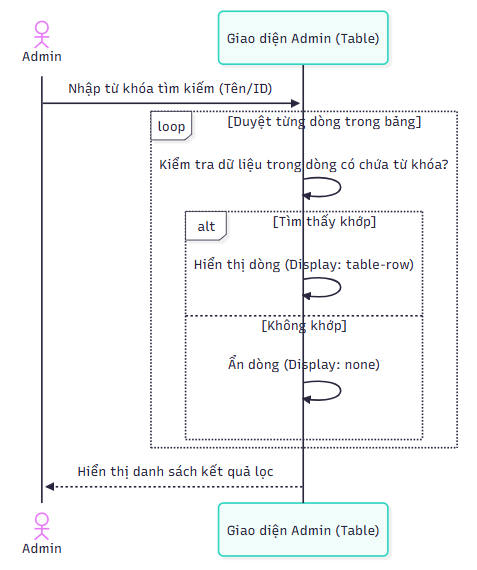 Giao diện Admin (Table)
Admin
Nhập từ khóa tìm kiếm (Tên/ID)
loop
[Duyệt từng dòng trong bảng]
Kiểm tra dữ liệu trong dòng có chứa từ khóa?
alt
[Tìm thấy khớp]
Hiển thị dòng (Display: table-row)
[Không khớp]
Ẩn dòng (Display: none)
Hiển thị danh sách kết quả lọc
Giao diện Admin (Table)
Admin